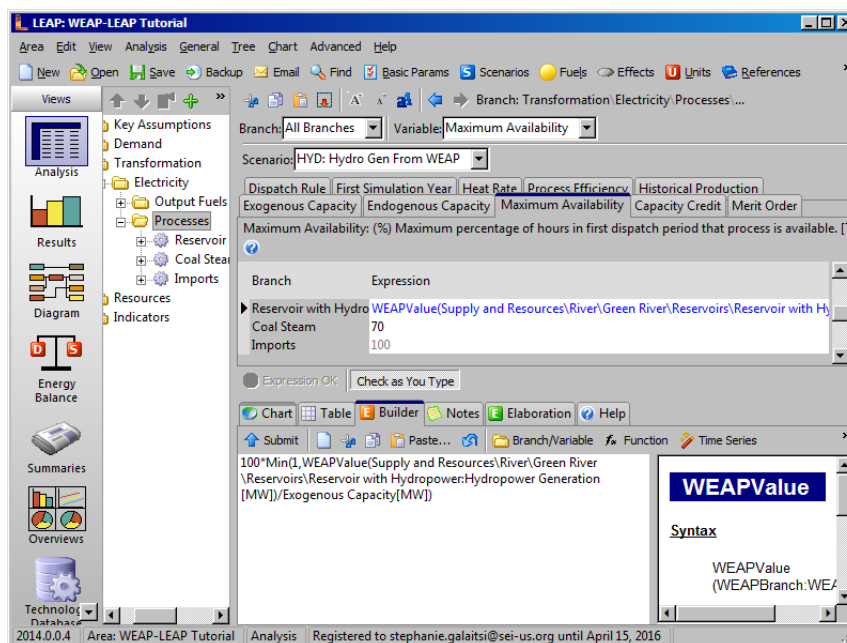 LEAP: WEAP-LEAP Tutorial
Area Edit View Analysis General Tree Chart Advanced Help
New Open Save Backup Email Find Basic Params Scenarios Fuels Effects Units References »
Views » Branch: Transformation\Electricity\Processes\...
Branch: All Branches Variable: Maximum Availability
Scenario: HYD: Hydro Gen From WEAP
Analysis
Results
Diagram
Energy
Balance
Summaries
Overviews
Technolog
Database
Key Assumptions
Demand
Transformation
Electricity
Output Fuels
Processes
Reservoir
Coal Stea
Imports
Resources
Indicators
Dispatch Rule First Simulation Year Heat Rate Process Efficiency Historical Production
Exogenous Capacity Endogenous Capacity Maximum Availability Capacity Credit Merit Order
Maximum Availability: (%) Maximum percentage of hours in first dispatch period that process is available. [
Branch Expression
Reservoir with Hydro WEAPValue(Supply and Resources\River\Green River\Reservoirs\Reservoir with Hy
Coal Steam 70
Imports 100
Expression OK Check as You Type
Chart Table Builder Notes Elaboration Help
Submit Paste... Branch/Variable fx Function Time Series »
100*Min(1,WEAPValue(Supply and Resources\River\Green River
\Reservoirs\Reservoir with Hydropower:Hydropower Generation
[MW])/Exogenous Capacity[MW])
WEAPValue
Syntax
WEAPValue
(WEAPBranch:WEA
2014.0.0.4 Area: WEAP-LEAP Tutorial Analysis Registered to stephanie.galaitsi@sei-us.org until April 15, 2016